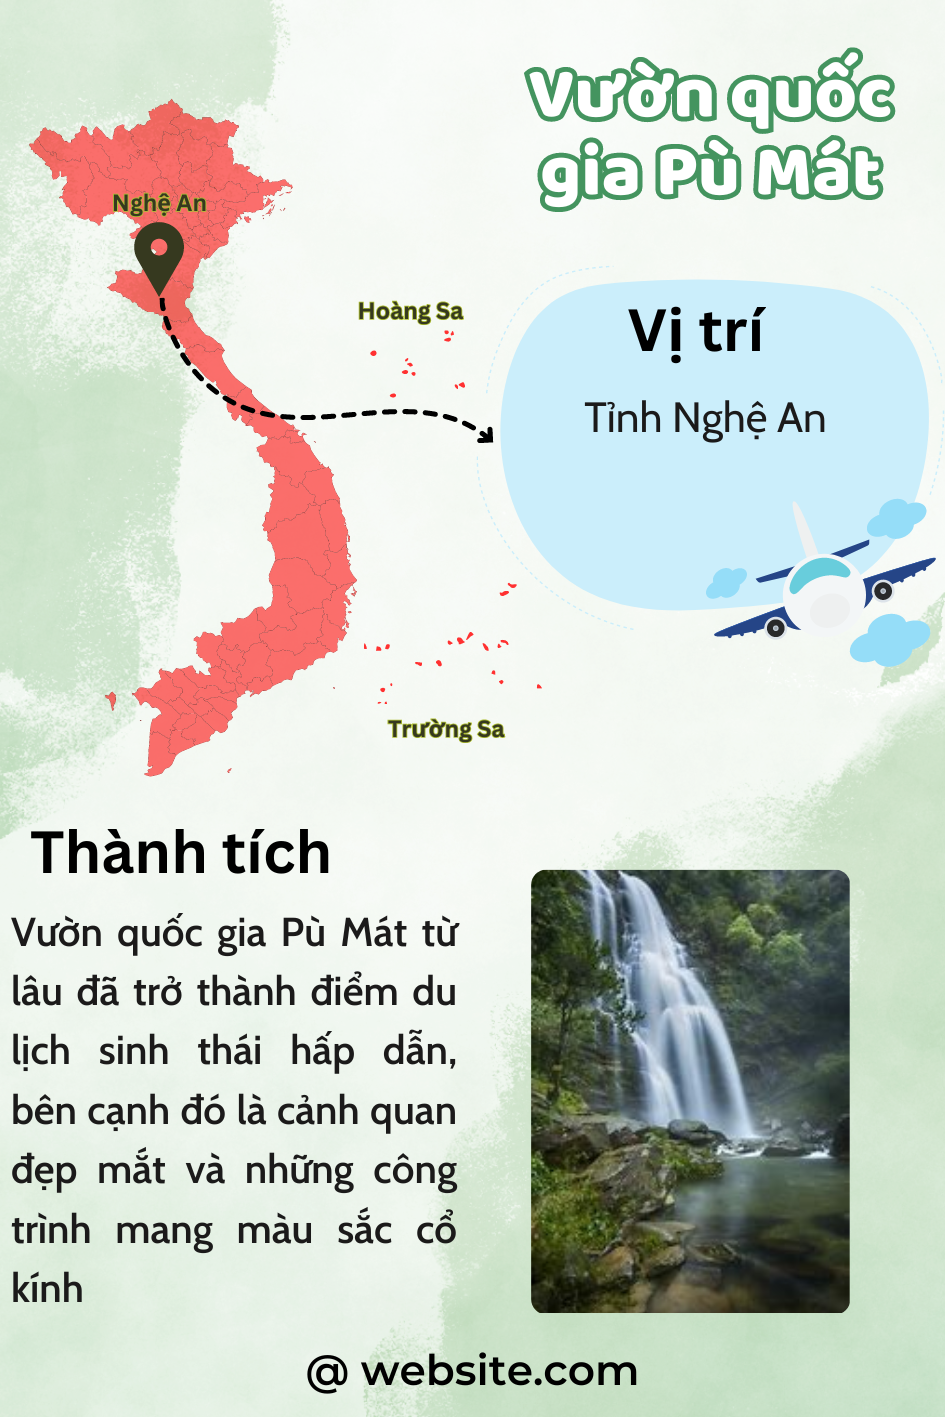 Vườn quốc
gia Pù Mát
Nghệ An
Hoàng Sa
Vị trí
Tỉnh Nghệ An
Trường Sa
Thành tích
Vườn quốc gia Pù Mát từ
lâu đã trở thành điểm du
lịch sinh thái hấp dẫn,
bên cạnh đó là cảnh quan
đẹp mắt và những công
trình mang màu sắc cổ
kính
@ website.com